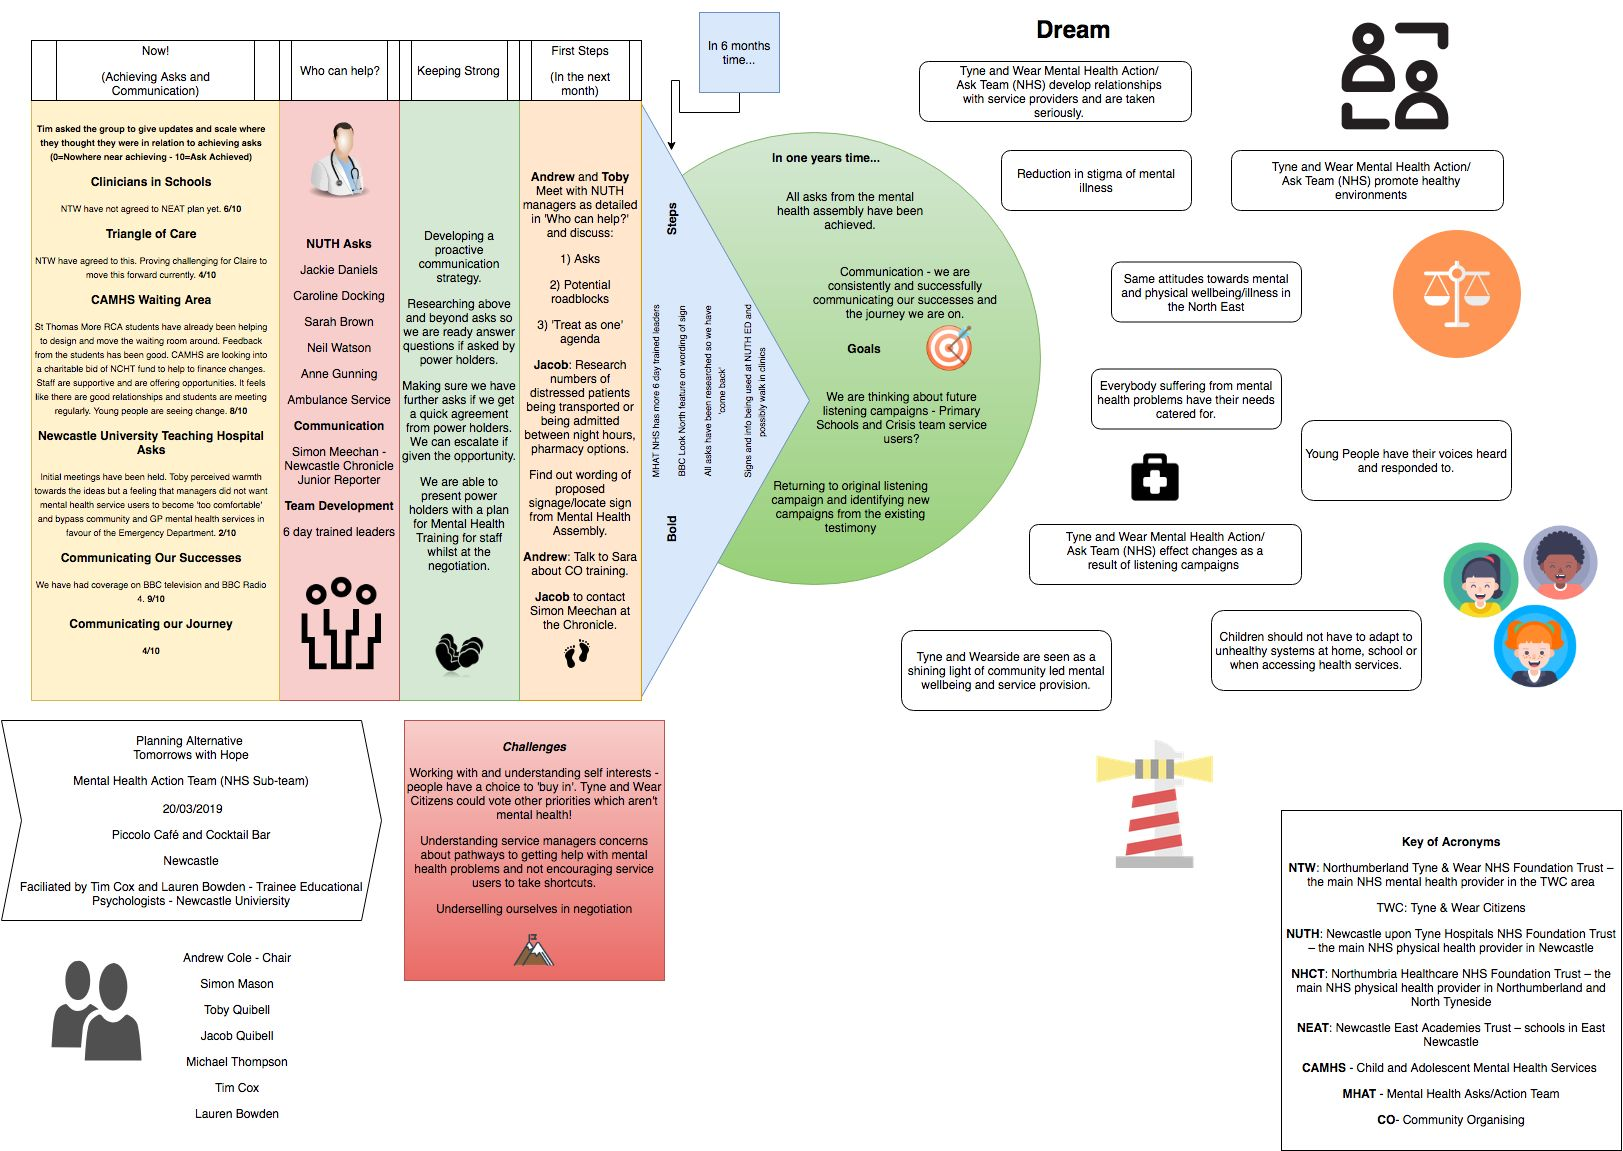 Now!
(Achieving Asks and
Communication)
Who can help?
Keeping Strong
First Steps
(In the next
month)
In 6 months
time...
Dream
Tim asked the group to give updates and scale where
they thought they were in relation to achieving asks
(0=Nowhere near achieving - 10=Ask Achieved)
Clinicians in Schools
NTW have not agreed to NEAT plan yet. 6/10
Triangle of Care
NTW have agreed to this. Proving challenging for Claire to
move this forward currently. 4/10
CAMHS Waiting Area
St Thomas More RCA students have already been helping
to design and move the waiting room around. Feedback
from the students has been good. CAMHS are looking into
a charitable bid of NCHT fund to help to finance changes.
Staff are supportive and are offering opportunities. It feels
like there are good relationships and students are meeting
regularly. Young people are seeing change. 8/10
Newcastle University Teaching Hospital
Asks
Initial meetings have been held. Toby perceived warmth
towards the ideas but a feeling that managers did not want
mental health service users to become 'too comfortable'
and bypass community and GP mental health services in
favour of the Emergency Department. 2/10
Communicating Our Successes
We have had coverage on BBC television and BBC Radio
4. 9/10
Communicating our Journey
4/10
NUTH Asks
Jackie Daniels
Caroline Docking
Sarah Brown
Neil Watson
Anne Gunning
Ambulance Service
Communication
Simon Meechan -
Newcastle Chronicle
Junior Reporter
Team Development
6 day trained leaders
Developing a
proactive
communication
strategy.
Researching above
and beyond asks so
we are ready answer
questions if asked by
power holders.
Making sure we have
further asks if we get
a quick agreement
from power holders.
We can escalate if
given the opportunity.
We are able to
present power
holders with a plan
for Mental Health
Training for staff
whilst at the
negotiation.
Andrew and Toby
Meet with NUTH
managers as detailed
in 'Who can help?'
and discuss:
1) Asks
2) Potential
roadblocks
3) 'Treat as one'
agenda
Jacob: Research
numbers of
distressed patients
being transported or
being admitted
between night hours,
pharmacy options.
Find out wording of
proposed
signage/locate sign
from Mental Health
Assembly.
Andrew: Talk to Sara
about CO training.
Jacob to contact
Simon Meechan at
the Chronicle.
Bold
Steps
MHAT NHS has more 6 day trained leaders
BBC Look North feature on wording of sign
All asks have been researched so we have
'come back'
Signs and info being used at NUTH ED and
possibly walk in clinics
In one years time...
All asks from the mental
health assembly have been
achieved.
Communication - we are
consistently and successfully
communicating our successes and
the journey we are on.
Goals
We are thinking about future
listening campaigns - Primary
Schools and Crisis team service
users?
Returning to original listening
campaign and identifying new
campaigns from the existing
testimony
Tyne and Wear Mental Health Action/
Ask Team (NHS) develop relationships
with service providers and are taken
seriously.
Reduction in stigma of mental
illness
Tyne and Wear Mental Health Action/
Ask Team (NHS) promote healthy
environments
Same attitudes towards mental
and physical wellbeing/illness in
the North East
Everybody suffering from mental
health problems have their needs
catered for.
Young People have their voices heard
and responded to.
Tyne and Wear Mental Health Action/
Ask Team (NHS) effect changes as a
result of listening campaigns
Children should not have to adapt to
unhealthy systems at home, school or
when accessing health services.
Tyne and Wearside are seen as a
shining light of community led mental
wellbeing and service provision.
Planning Alternative
Tomorrows with Hope
Mental Health Action Team (NHS Sub-team)
20/03/2019
Piccolo Café and Cocktail Bar
Newcastle
Faciliated by Tim Cox and Lauren Bowden - Trainee Educational
Psychologists - Newcastle Univiersity
Andrew Cole - Chair
Simon Mason
Toby Quibell
Jacob Quibell
Michael Thompson
Tim Cox
Lauren Bowden
Challenges
Working with and understanding self interests -
people have a choice to 'buy in'. Tyne and Wear
Citizens could vote other priorities which aren't
mental health!
Understanding service managers concerns
about pathways to getting help with mental
health problems and not encouraging service
users to take shortcuts.
Underselling ourselves in negotiation
Key of Acronyms
NTW: Northumberland Tyne & Wear NHS Foundation Trust –
the main NHS mental health provider in the TWC area
TWC: Tyne & Wear Citizens
NUTH: Newcastle upon Tyne Hospitals NHS Foundation Trust
– the main NHS physical health provider in Newcastle
NHCT: Northumbria Healthcare NHS Foundation Trust – the
main NHS physical health provider in Northumberland and
North Tyneside
NEAT: Newcastle East Academies Trust – schools in East
Newcastle
CAMHS - Child and Adolescent Mental Health Services
MHAT - Mental Health Asks/Action Team
CO- Community Organising